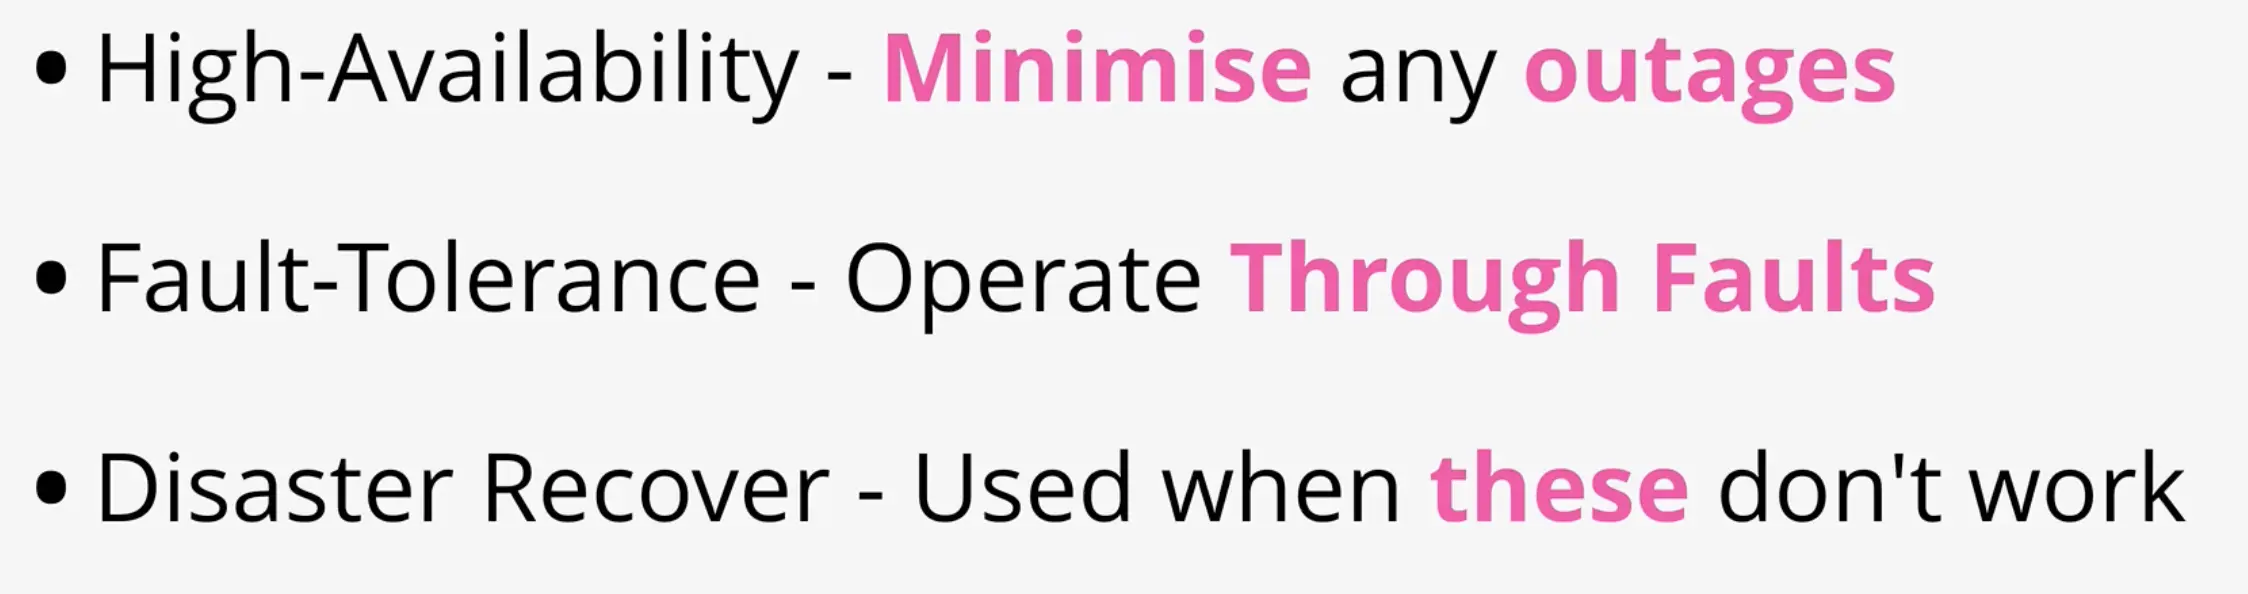 • High-Availability - Minimise any outages
• Fault-Tolerance - Operate Through Faults
• Disaster Recover - Used when these don't work